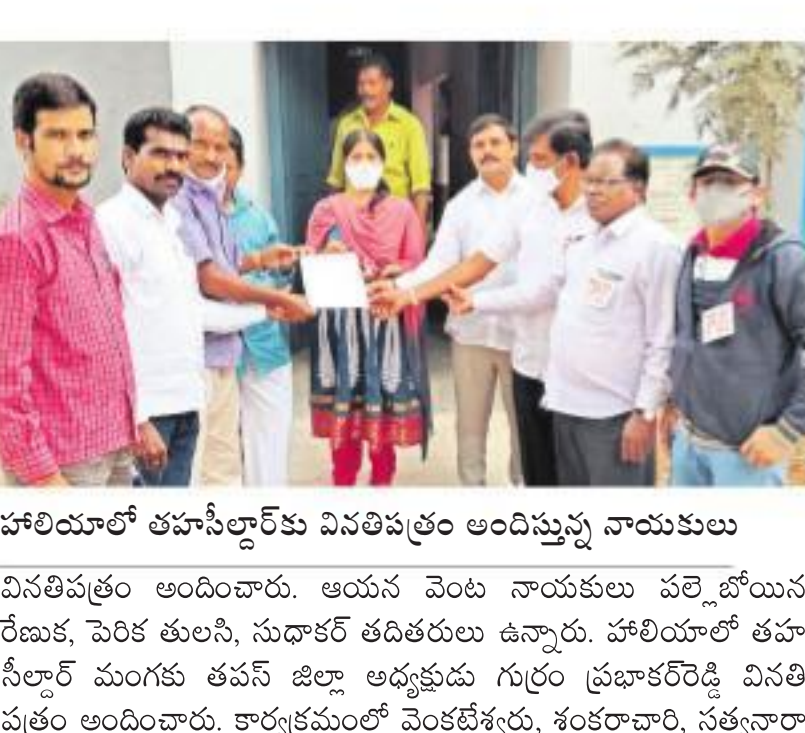 హాలియాలో తహసీల్దార్‌కు వినతిపత్రం అందిస్తున్న నాయకులు
వినతిపత్రం అందించారు. ఆయన వెంట నాయకులు పల్లెబోయిన
రేణుక, పెరిక తులసి, సుధాకర్ తదితరులు ఉన్నారు. హాలియాలో తహ
సీల్దార్ మంగకు తపస్ జిల్లా అధ్యక్షుడు గుర్రం ప్రభాకర్‌రెడ్డి వినతి
పత్రం అందించారు. కార్యక్రమంలో వెంకటేశ్వరు, శంకరాచారి, సత్యనారా